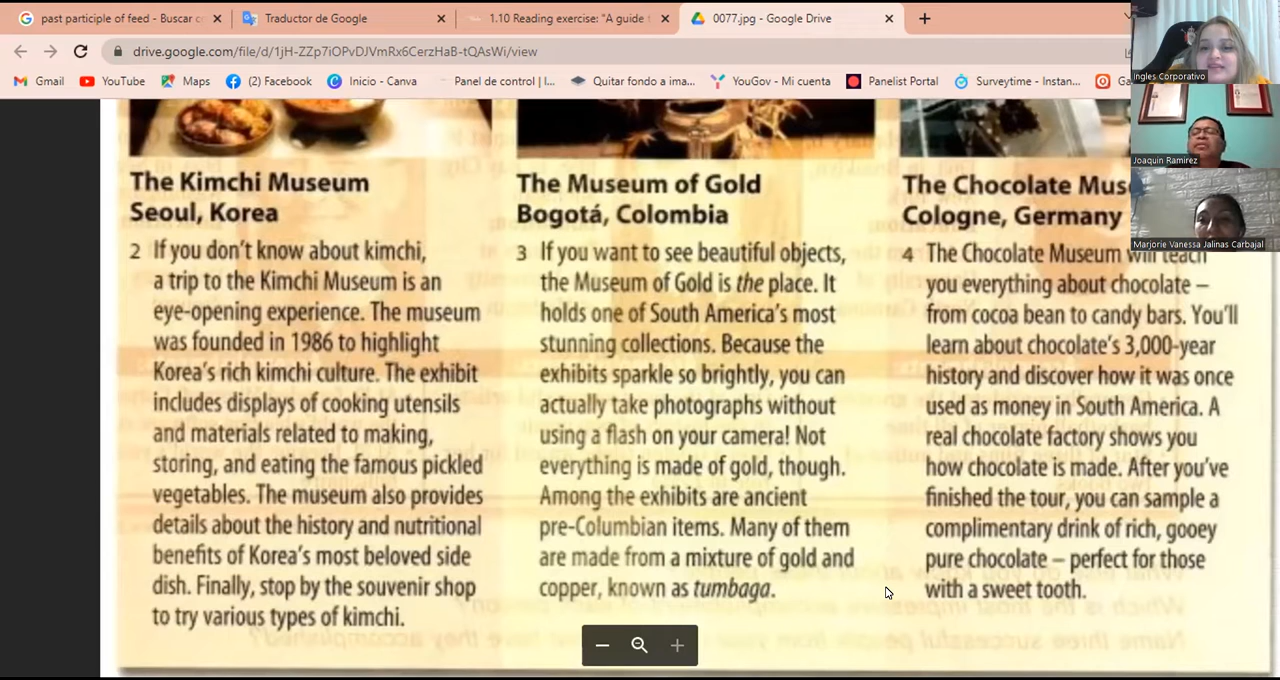 past participle of feed - Buscar c
Traductor de Google
1.10 Reading exercise: "A guide t
0077.jpg - Google Drive
drive.google.com/file/d/1jH-ZZp7iOPvDJVmRx6CerzHaB-tQAsWi/view
Gmail
YouTube
Maps
(2) Facebook
Inicio - Canva
Panel de control | I...
Quitar fondo a ima...
YouGov - Mi cuenta
Panelist Portal
Surveytime - Instan...
Ingles Corporativo
Joaquin Ramirez
Marjorie Vanessa Jalinas Carbajal
The Kimchi Museum
Seoul, Korea
2 If you don't know about kimchi,
a trip to the Kimchi Museum is an
eye-opening experience. The museum
was founded in 1986 to highlight
Korea's rich kimchi culture. The exhibit
includes displays of cooking utensils
and materials related to making,
storing, and eating the famous pickled
vegetables. The museum also provides
details about the history and nutritional
benefits of Korea's most beloved side
dish. Finally, stop by the souvenir shop
to try various types of kimchi.
The Museum of Gold
Bogotá, Colombia
3 If you want to see beautiful objects,
the Museum of Gold is the place. It
holds one of South America's most
stunning collections. Because the
exhibits sparkle so brightly, you can
actually take photographs without
using a flash on your camera! Not
everything is made of gold, though.
Among the exhibits are ancient
pre-Columbian items. Many of them
are made from a mixture of gold and
copper, known as tumbaga.
The Chocolate Mus
Cologne, Germany
4 The Chocolate Museum will teach
you everything about chocolate –
from cocoa bean to candy bars. You'll
learn about chocolate's 3,000-year
history and discover how it was once
used as money in South America. A
real chocolate factory shows you
how chocolate is made. After you've
finished the tour, you can sample a
complimentary drink of rich, gooey
pure chocolate – perfect for those
with a sweet tooth.